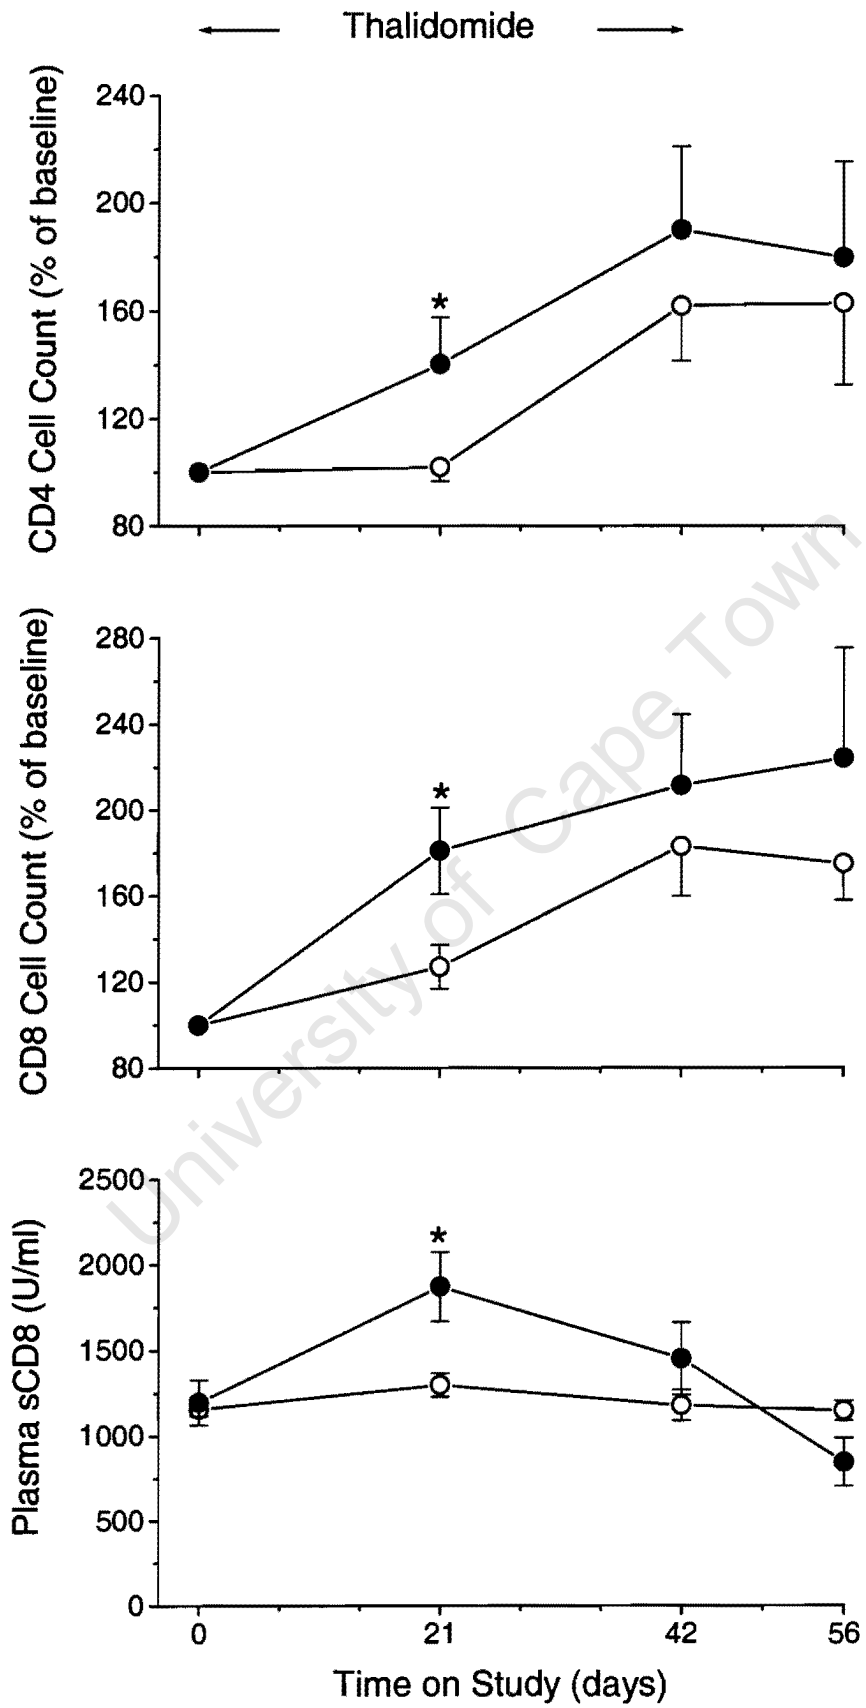 Thalidomide
CD4 Cell Count (% of baseline)
240
200
160
120
80
*
CD8 Cell Count (% of baseline)
280
240
200
160
120
80
*
Plasma sCD8 (U/ml)
2500
2000
1500
1000
500
0
*
0 21 42 56
Time on Study (days)
University of Cape Town